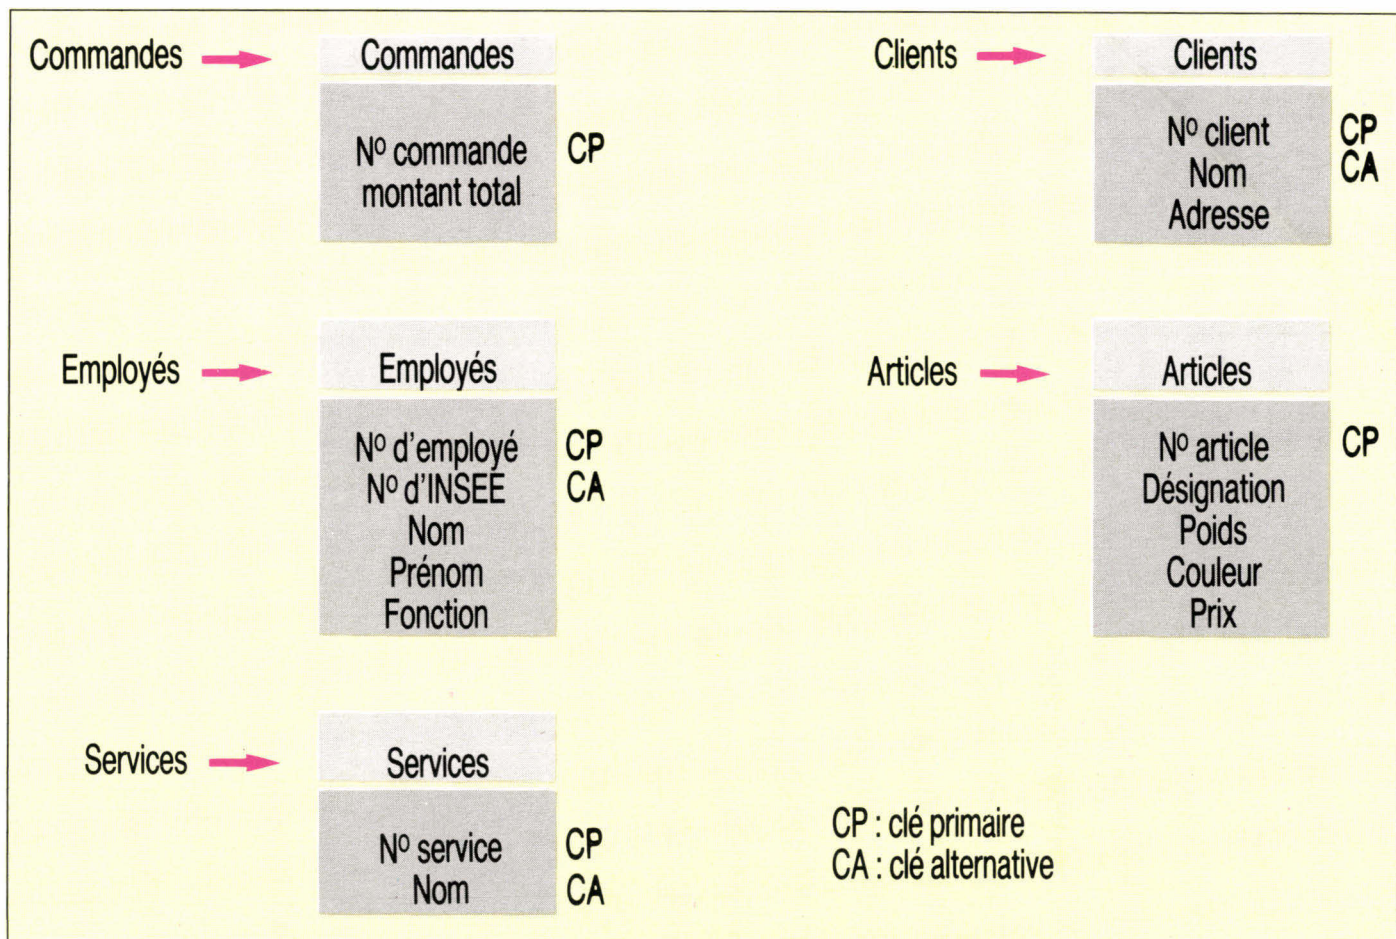 Commandes
Commandes
Nº commande CP
montant total
Clients
Clients
Nº client CP
Nom CA
Adresse
Employés
Employés
Nº d'employé CP
Nº d'INSEE CA
Nom
Prénom
Fonction
Articles
Articles
Nº article CP
Désignation
Poids
Couleur
Prix
Services
Services
Nº service CP
Nom CA
CP : clé primaire
CA : clé alternative